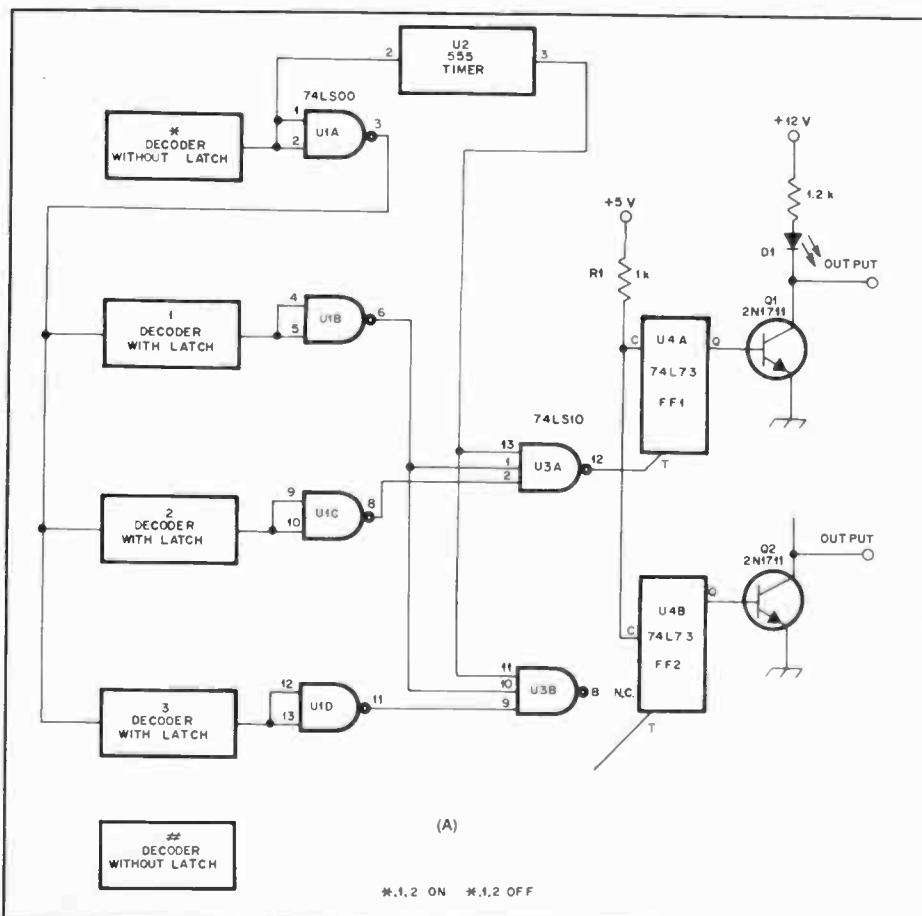 U2
2 555 3
TIMER
74LS00
*
DECODER
WITHOUT LATCH
1
2
U1A
3
+12 V
1.2 k
D1
OUTPUT
Q1
2N1711
+5 V
R1
1 k
C U4A Q
74L73
FF1
T
1
DECODER
WITH LATCH
4
5
U1B
6
74LS10
13
1
2
U3A
12
2
DECODER
WITH LATCH
9
10
U1C
8
OUTPUT
Q2
2N1711
U4B Q
C 74L73
FF2
N.C.
T
3
DECODER
WITH LATCH
12
13
U1D
11
11
10
9
U3B
8
#
DECODER
WITHOUT LATCH
(A)
*,1,2 ON *,1,2 OFF